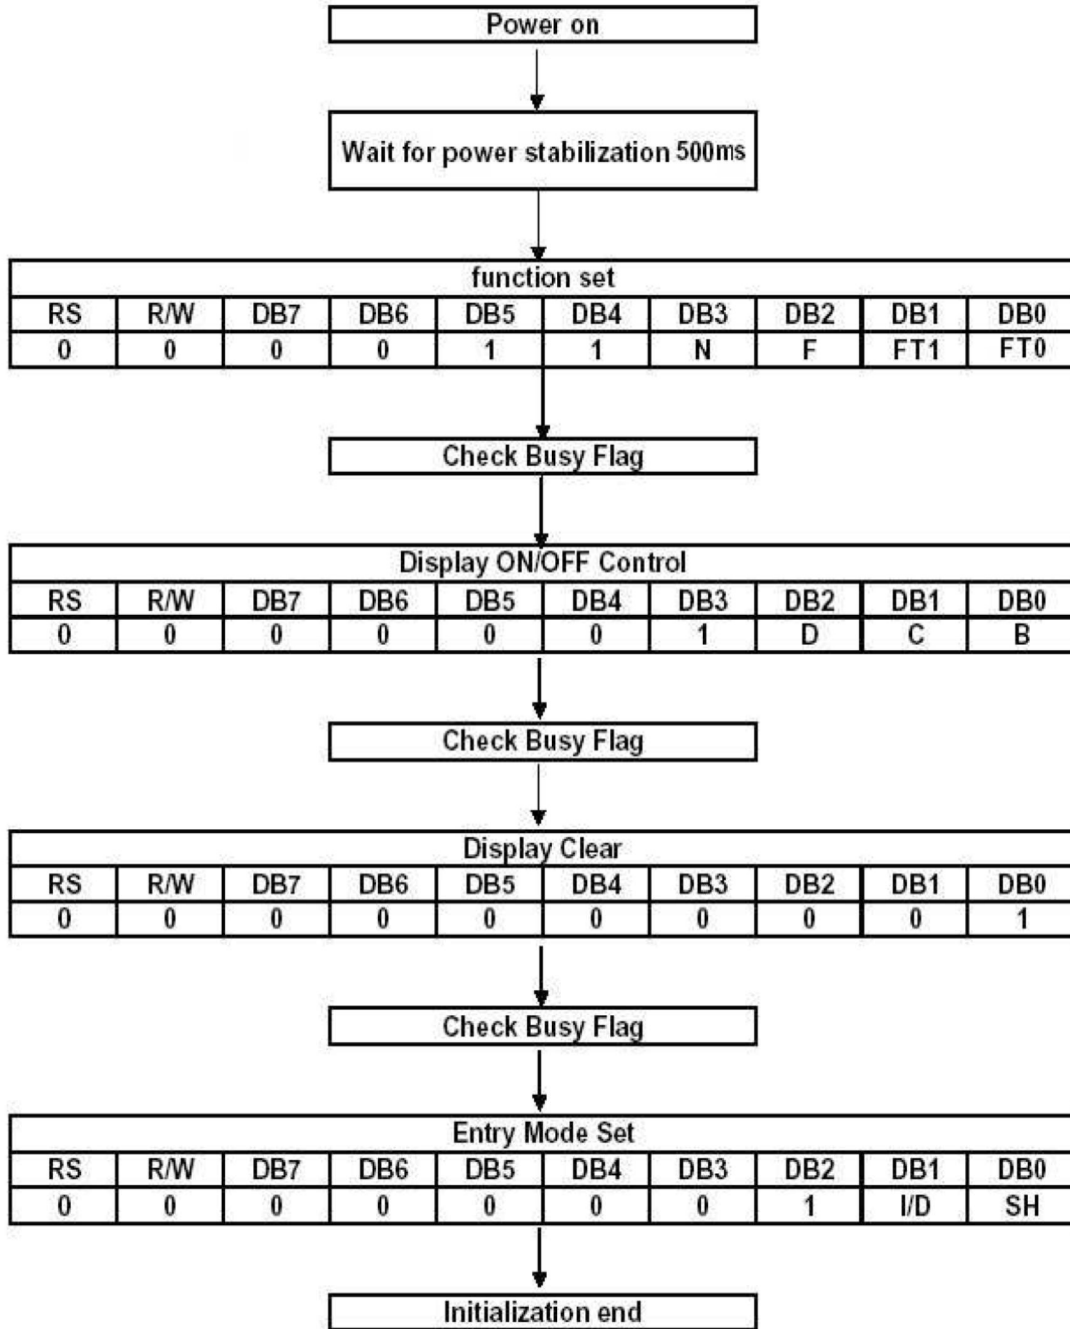 Power on
Wait for power stabilization 500ms
function set
RS R/W DB7 DB6 DB5 DB4 DB3 DB2 DB1 DB0
0 0 0 0 1 1 N F FT1 FT0
Check Busy Flag
Display ON/OFF Control
RS R/W DB7 DB6 DB5 DB4 DB3 DB2 DB1 DB0
0 0 0 0 0 0 1 D C B
Check Busy Flag
Display Clear
RS R/W DB7 DB6 DB5 DB4 DB3 DB2 DB1 DB0
0 0 0 0 0 0 0 0 0 1
Check Busy Flag
Entry Mode Set
RS R/W DB7 DB6 DB5 DB4 DB3 DB2 DB1 DB0
0 0 0 0 0 0 0 1 I/D SH
Initialization end